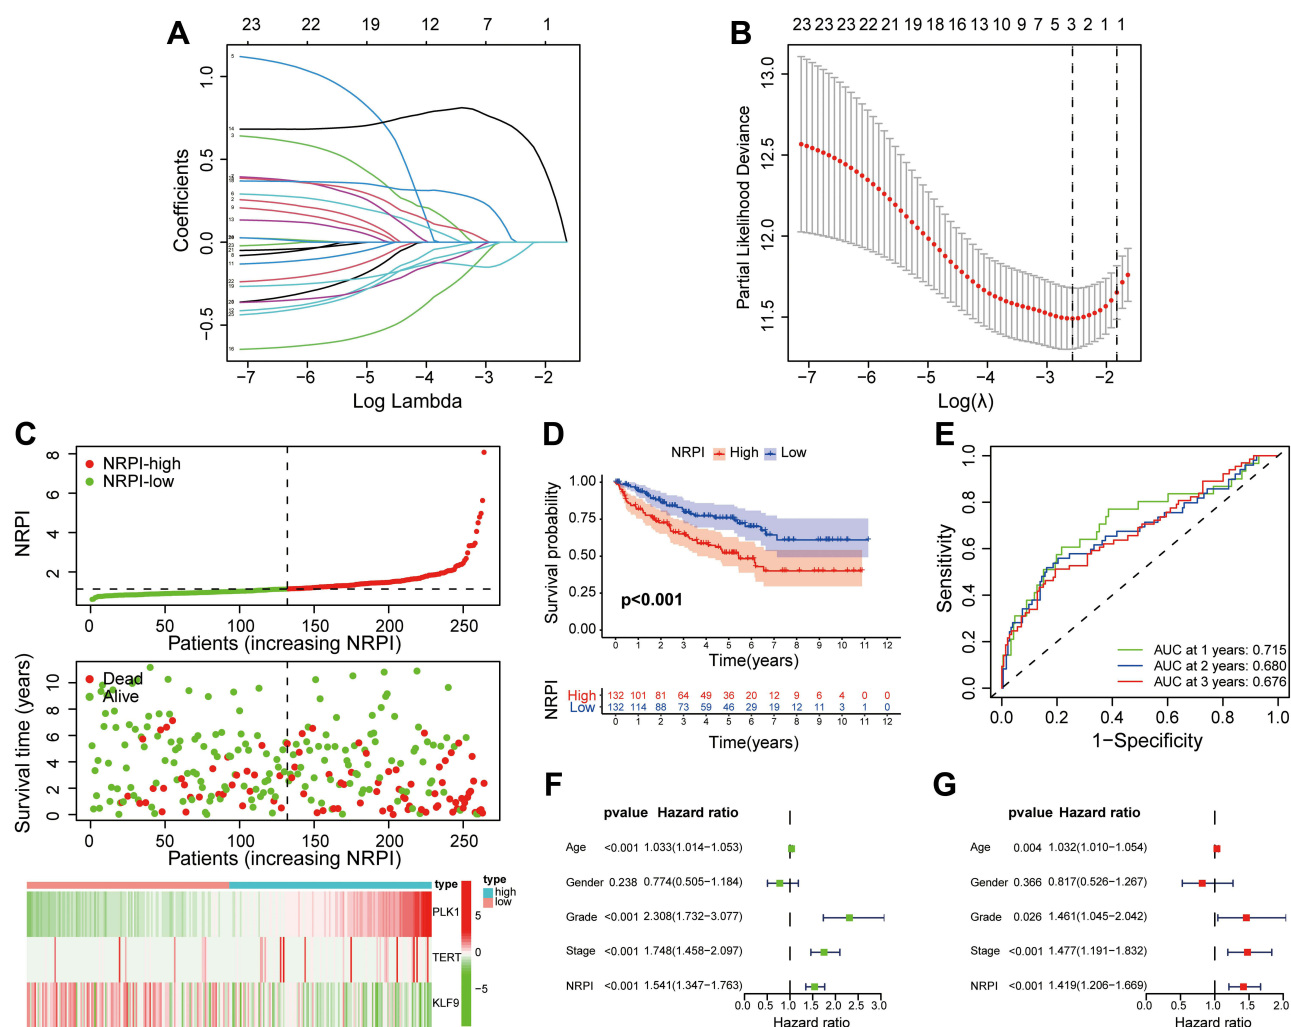 A
23 22 19 12 7 1
Coefficients
1.0
0.5
0.0
−0.5
−7 −6 −5 −4 −3 −2
Log Lambda
B
23 23 23 22 21 19 18 16 13 10 9 7 5 3 2 1 1
Partial Likelihood Deviance
13.0
12.5
12.0
11.5
−7 −6 −5 −4 −3 −2
Log(λ)
C
NRPI
8
6
4
2
NRPI-high
NRPI-low
0 50 100 150 200 250
Patients (increasing NRPI)
Survival time (years)
10
8
6
4
2
0
Dead
Alive
0 50 100 150 200 250
Patients (increasing NRPI)
type
PLK1
TERT
KLF9
5
0
−5
type
high
low
D
NRPI High Low
Survival probability
1.00
0.75
0.50
0.25
0.00
p<0.001
0 1 2 3 4 5 6 7 8 9 10 11 12
Time(years)
NRPI
High 132 101 81 64 49 36 20 12 9 6 4 0 0
Low 132 114 88 73 59 46 29 19 12 11 3 1 0
0 1 2 3 4 5 6 7 8 9 10 11 12
Time(years)
E
Sensitivity
1.0
0.8
0.6
0.4
0.2
0.0
AUC at 1 years: 0.715
AUC at 2 years: 0.680
AUC at 3 years: 0.676
0.0 0.2 0.4 0.6 0.8 1.0
1−Specificity
F
pvalue Hazard ratio
Age <0.001 1.033(1.014−1.053)
Gender 0.238 0.774(0.505−1.184)
Grade <0.001 2.308(1.732−3.077)
Stage <0.001 1.748(1.458−2.097)
NRPI <0.001 1.541(1.347−1.763)
0.0 0.5 1.0 1.5 2.0 2.5 3.0
Hazard ratio
G
pvalue Hazard ratio
Age 0.004 1.032(1.010−1.054)
Gender 0.366 0.817(0.526−1.267)
Grade 0.026 1.461(1.045−2.042)
Stage <0.001 1.477(1.191−1.832)
NRPI <0.001 1.419(1.206−1.669)
0.0 0.5 1.0 1.5 2.0
Hazard ratio